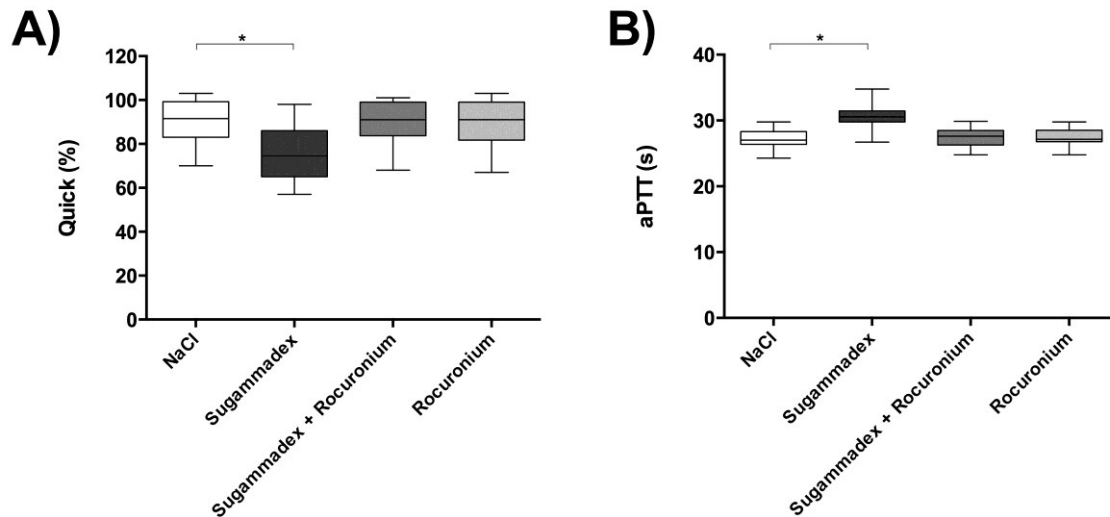 A)
*
120
100
80
60
40
20
0
Quick (%)
NaCl
Sugammadex
Sugammadex + Rocuronium
Rocuronium
B)
*
40
30
20
10
0
aPTT (s)
NaCl
Sugammadex
Sugammadex + Rocuronium
Rocuronium